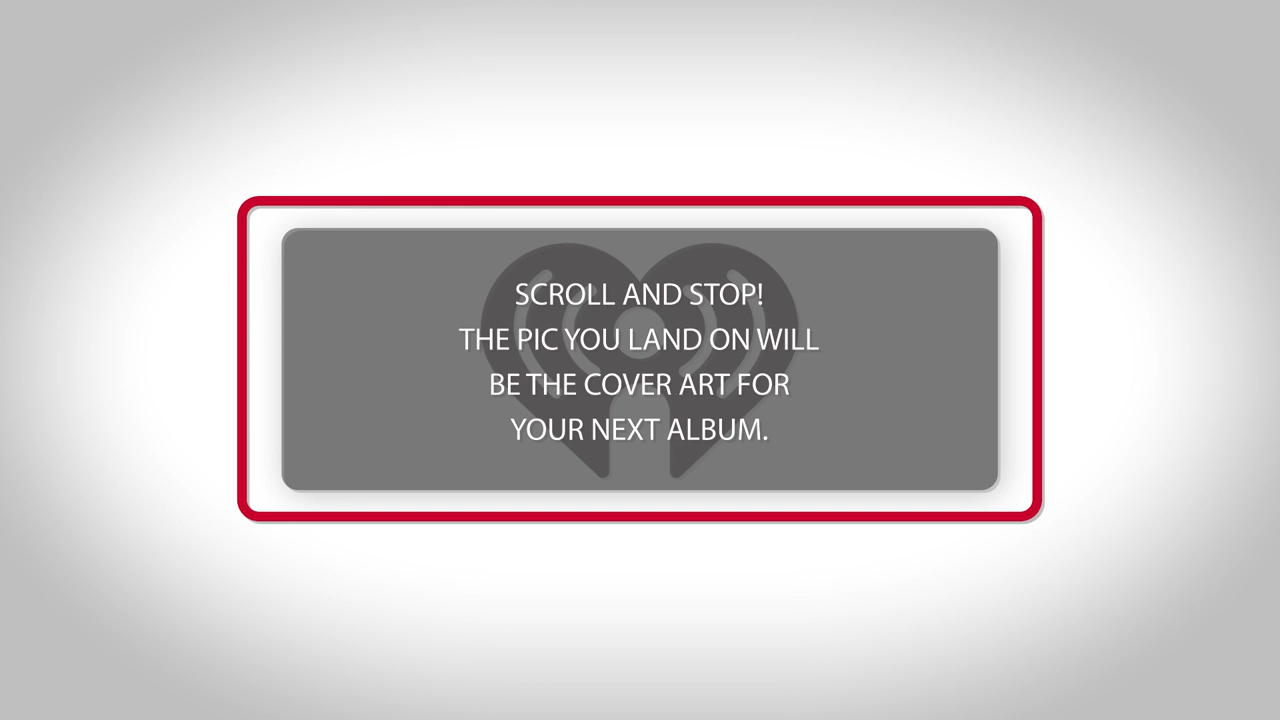 SCROLL AND STOP!
THE PIC YOU LAND ON WILL
BE THE COVER ART FOR
YOUR NEXT ALBUM.